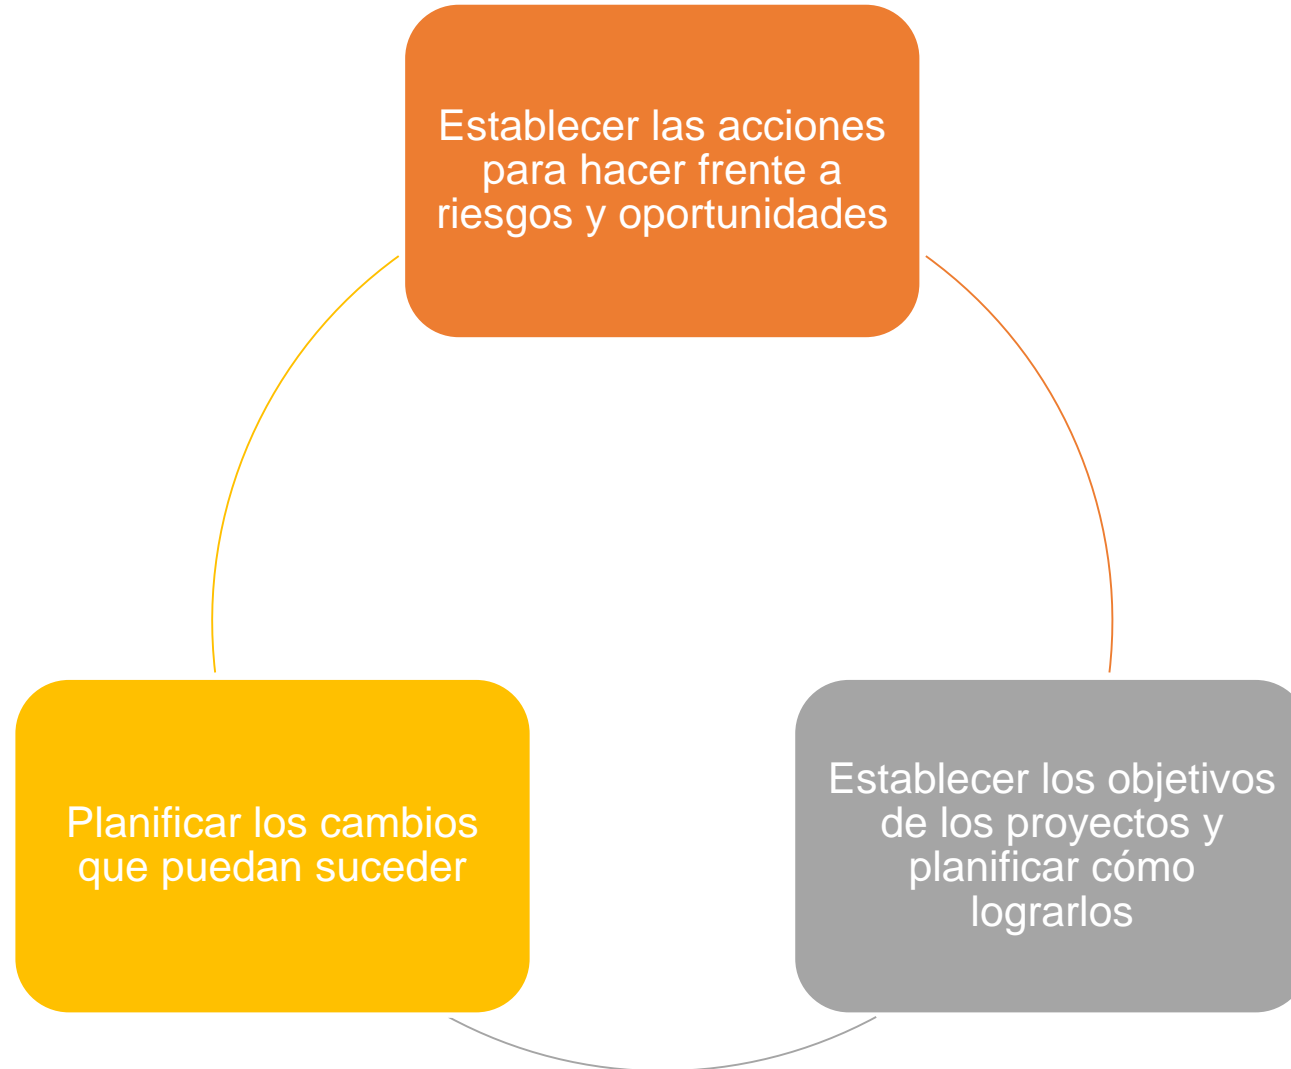 Establecer las acciones
para hacer frente a
riesgos y oportunidades
Establecer los objetivos
de los proyectos y
planificar cómo
lograrlos
Planificar los cambios
que puedan suceder